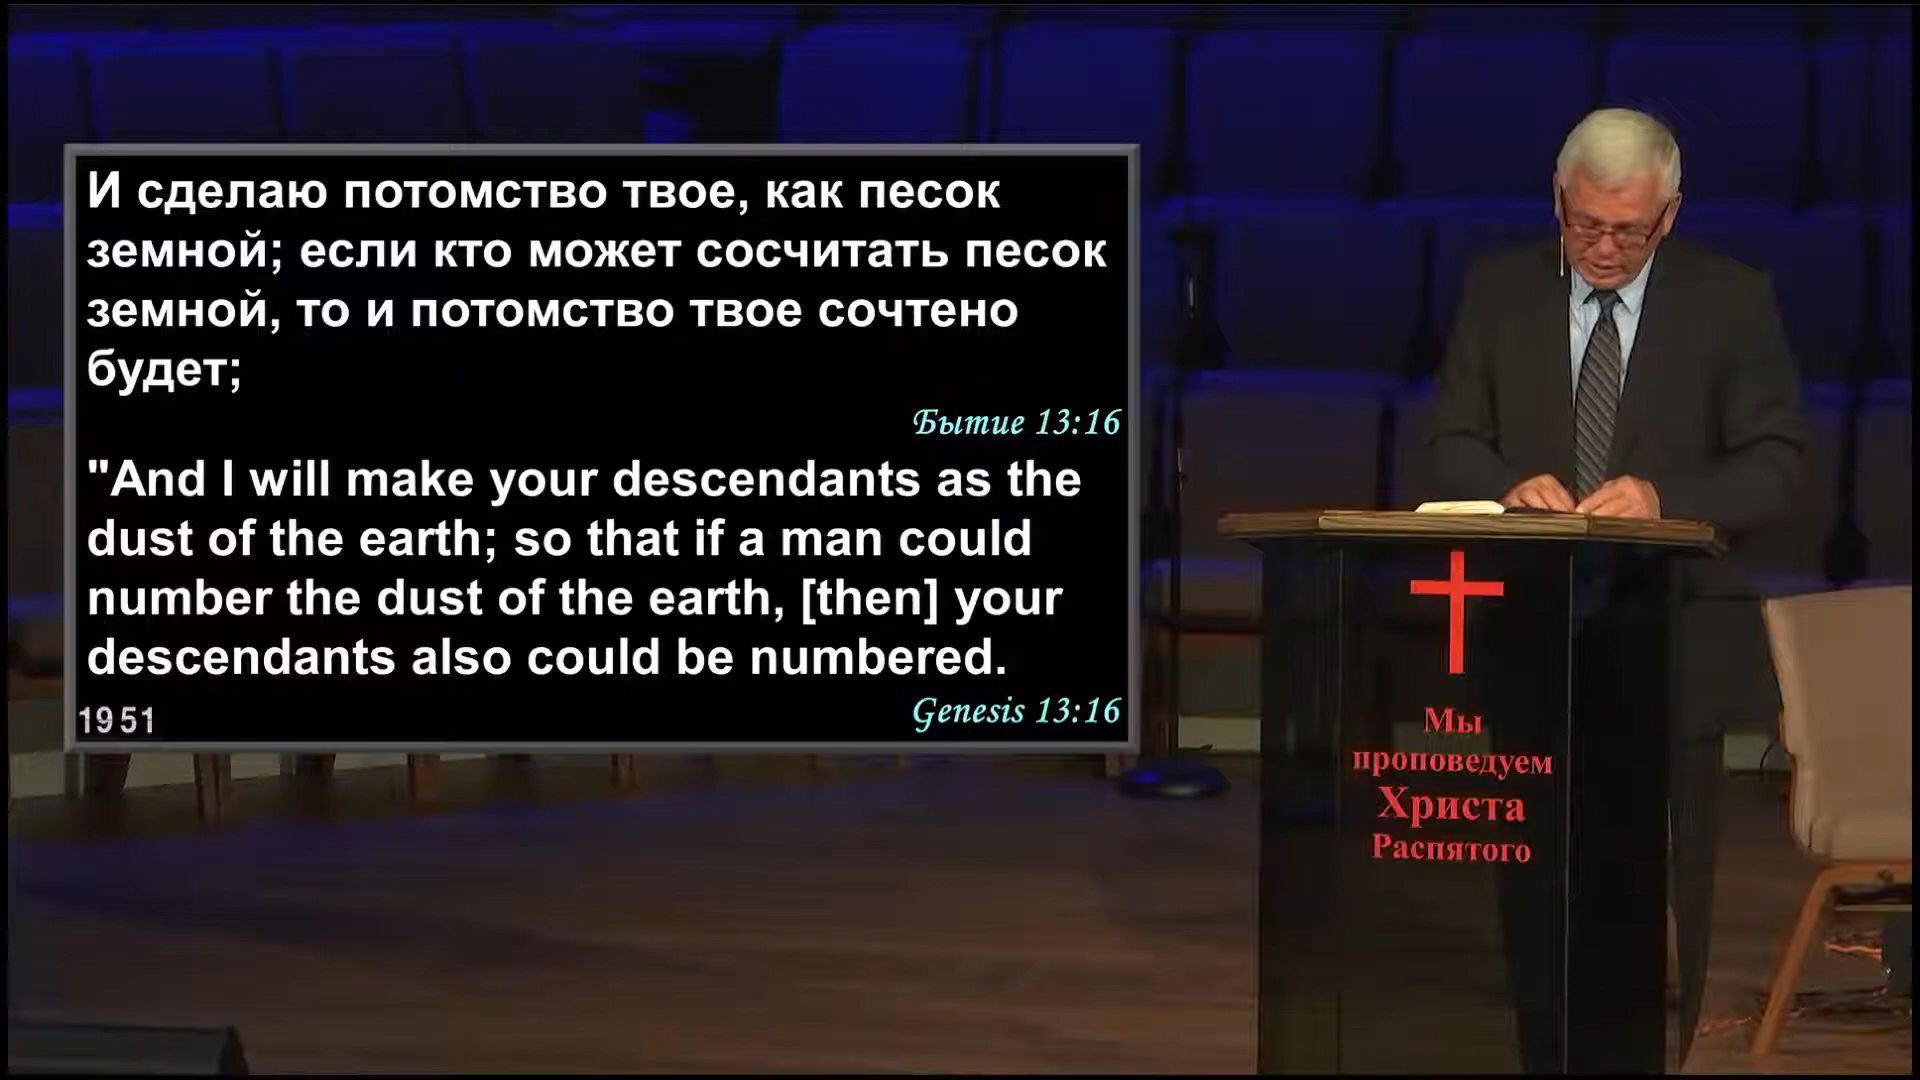 И сделаю потомство твое, как песок
земной; если кто может сосчитать песок
земной, то и потомство твое сочтено
будет;
Бытие 13:16
"And I will make your descendants as the
dust of the earth; so that if a man could
number the dust of the earth, [then] your
descendants also could be numbered.
Genesis 13:16
1951
Мы
проповедуем
Христа
Распятого